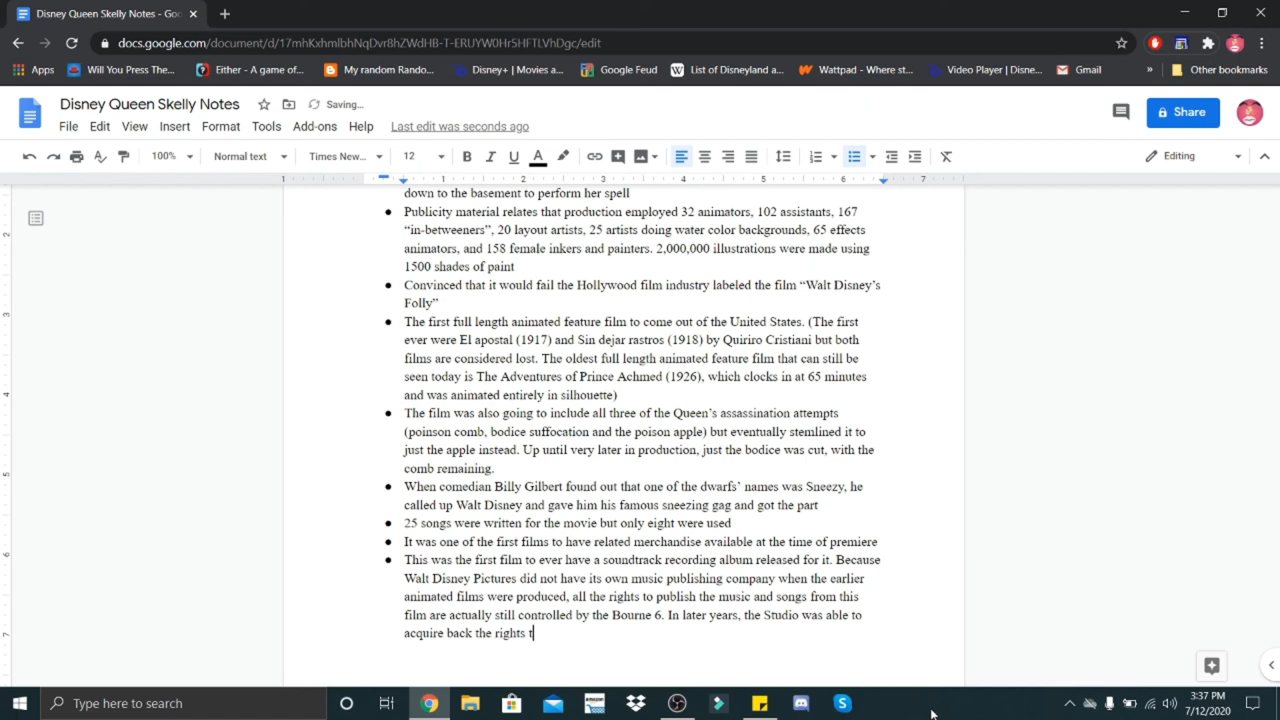 Disney Queen Skelly Notes - Goo
docs.google.com/document/d/17mhKxhmlbhNqDvr8hZWdHB-T-ERUYW0Hr5HFTLVhDgc/edit
Apps
Will You Press The...
Either - A game of...
My random Rando...
Disney+ | Movies a...
Google Feud
List of Disneyland a...
Wattpad - Where st...
Video Player | Disne...
Gmail
»
Other bookmarks
Disney Queen Skelly Notes
Saving...
Share
File Edit View Insert Format Tools Add-ons Help Last edit was seconds ago
100% Normal text Times New... 12 B I U A Editing
1 1 2 3 4 5 6 7
2
3
4
5
6
7
down to the basement to perform her spell
● Publicity material relates that production employed 32 animators, 102 assistants, 167
“in-betweeners”, 20 layout artists, 25 artists doing water color backgrounds, 65 effects
animators, and 158 female inkers and painters. 2,000,000 illustrations were made using
1500 shades of paint
● Convinced that it would fail the Hollywood film industry labeled the film “Walt Disney’s
Folly”
● The first full length animated feature film to come out of the United States. (The first
ever were El apostal (1917) and Sin dejar rastros (1918) by Quiriro Cristiani but both
films are considered lost. The oldest full length animated feature film that can still be
seen today is The Adventures of Prince Achmed (1926), which clocks in at 65 minutes
and was animated entirely in silhouette)
● The film was also going to include all three of the Queen’s assassination attempts
(poinson comb, bodice suffocation and the poison apple) but eventually stemlined it to
just the apple instead. Up until very later in production, just the bodice was cut, with the
comb remaining.
● When comedian Billy Gilbert found out that one of the dwarfs’ names was Sneezy, he
called up Walt Disney and gave him his famous sneezing gag and got the part
● 25 songs were written for the movie but only eight were used
● It was one of the first films to have related merchandise available at the time of premiere
● This was the first film to ever have a soundtrack recording album released for it. Because
Walt Disney Pictures did not have its own music publishing company when the earlier
animated films were produced, all the rights to publish the music and songs from this
film are actually still controlled by the Bourne 6. In later years, the Studio was able to
acquire back the rights t
Type here to search
3:37 PM
7/12/2020